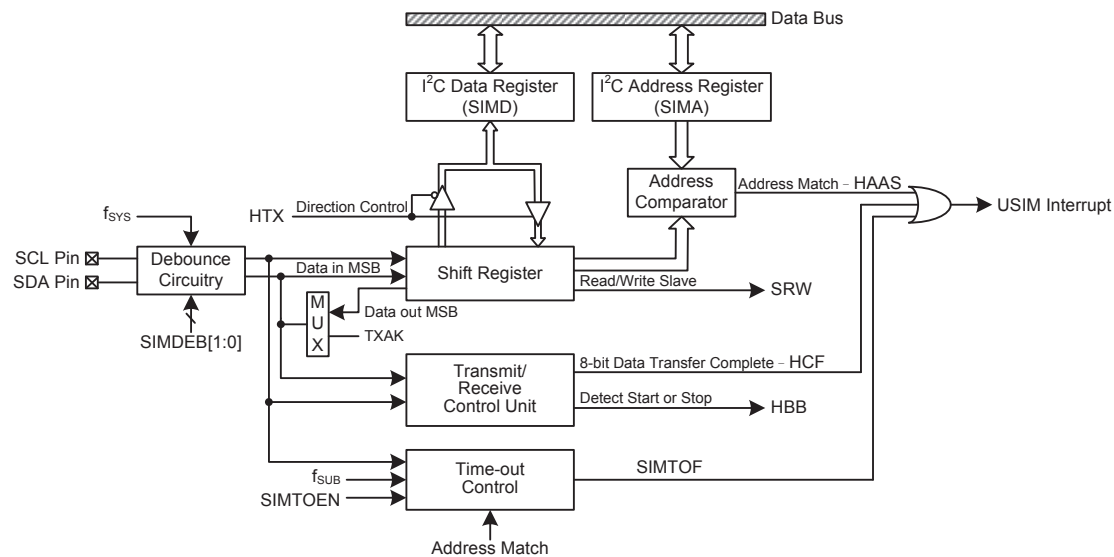 Data Bus
I²C Data Register
(SIMD)
I²C Address Register
(SIMA)
Address
Comparator
Address Match - HAAS
USIM Interrupt
HTX
Direction Control
fSYS
SCL Pin
SDA Pin
Debounce
Circuitry
SIMDEB[1:0]
Data in MSB
Shift Register
Read/Write Slave
SRW
M
U
X
Data out MSB
TXAK
Transmit/
Receive
Control Unit
8-bit Data Transfer Complete - HCF
Detect Start or Stop
HBB
fSUB
SIMTOEN
Time-out
Control
SIMTOF
Address Match